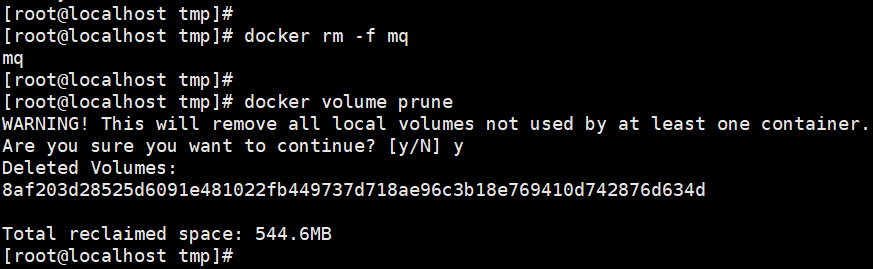 [root@localhost tmp]#
[root@localhost tmp]# docker rm -f mq
mq
[root@localhost tmp]#
[root@localhost tmp]# docker volume prune
WARNING! This will remove all local volumes not used by at least one container.
Are you sure you want to continue? [y/N] y
Deleted Volumes:
8af203d28525d6091e481022fb449737d718ae96c3b18e769410d742876d634d

Total reclaimed space: 544.6MB
[root@localhost tmp]#